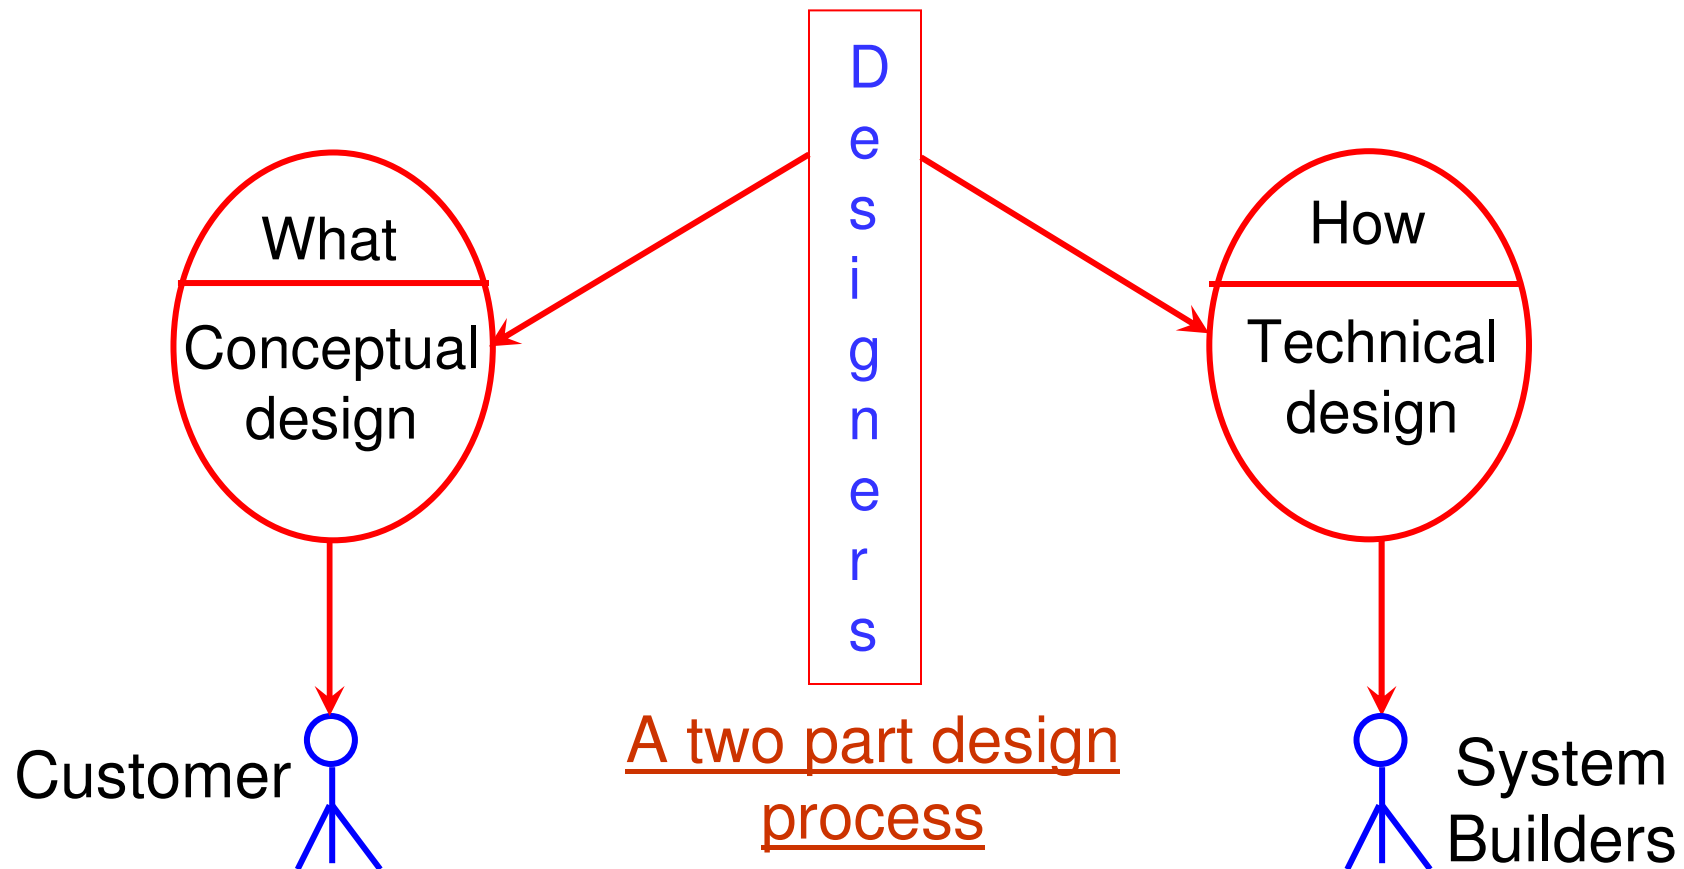 What
Conceptual
design
Customer
D
e
s
i
g
n
e
r
s
A two part design
process
How
Technical
design
System
Builders